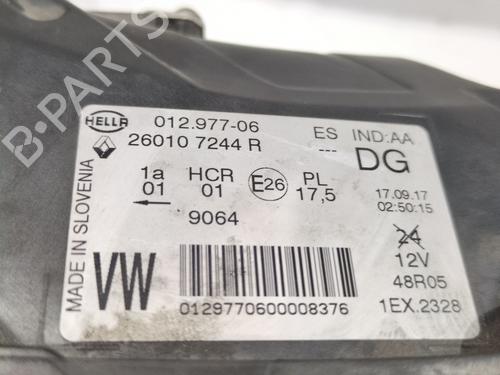 HELLA
012.977-06
ES IND:AA
26010 7244 R
---
DG
1a HCR E26 PL
01 01 17,5
17.09.17
02:50:15
9064
24
12V
48R05
1EX.2328
MADE IN SLOVENIA
VW
0129770600008376
B-PARTS